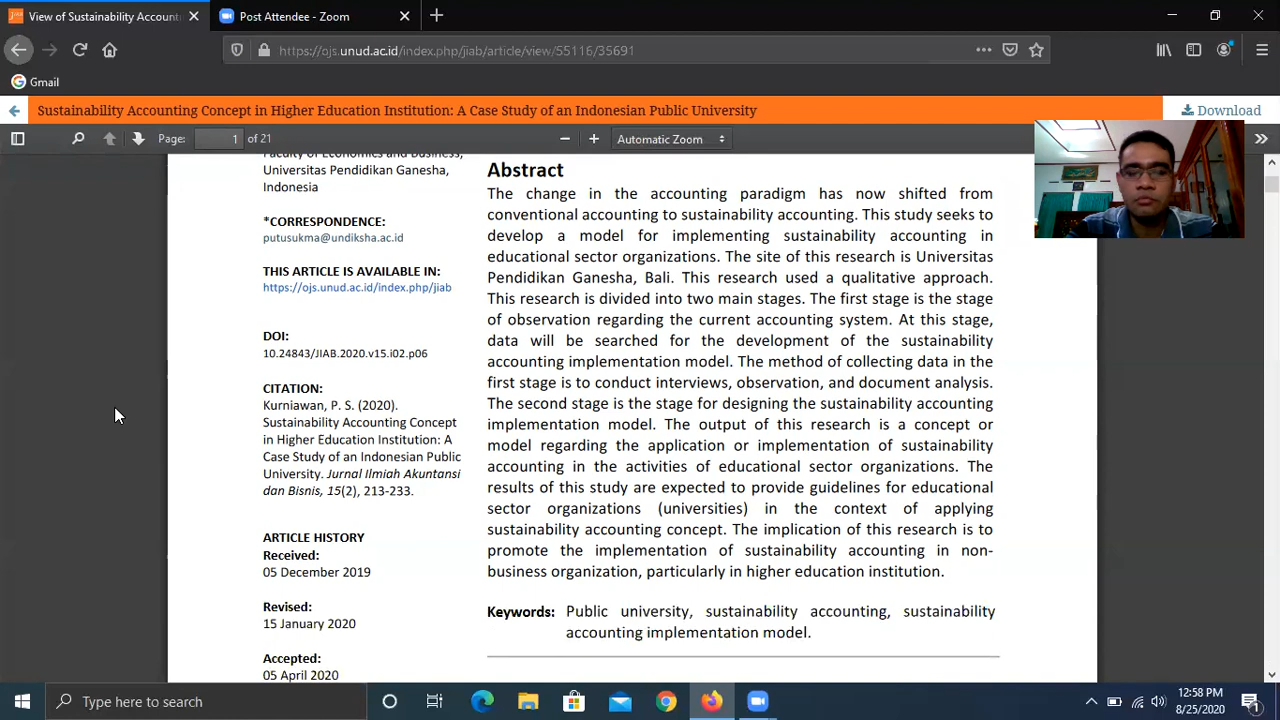 View of Sustainability Account
Post Attendee - Zoom
https://ojs.unud.ac.id/index.php/jiab/article/view/55116/35691
Gmail
Sustainability Accounting Concept in Higher Education Institution: A Case Study of an Indonesian Public University
Download
Page: 1 of 21
Automatic Zoom
Faculty of Economics and Business,
Universitas Pendidikan Ganesha,
Indonesia
*CORRESPONDENCE:
putusukma@undiksha.ac.id
THIS ARTICLE IS AVAILABLE IN:
https://ojs.unud.ac.id/index.php/jiab
DOI:
10.24843/JIAB.2020.v15.i02.p06
CITATION:
Kurniawan, P. S. (2020).
Sustainability Accounting Concept
in Higher Education Institution: A
Case Study of an Indonesian Public
University. Jurnal Ilmiah Akuntansi
dan Bisnis, 15(2), 213-233.
ARTICLE HISTORY
Received:
05 December 2019
Revised:
15 January 2020
Accepted:
05 April 2020
Abstract
The change in the accounting paradigm has now shifted from
conventional accounting to sustainability accounting. This study seeks to
develop a model for implementing sustainability accounting in
educational sector organizations. The site of this research is Universitas
Pendidikan Ganesha, Bali. This research used a qualitative approach.
This research is divided into two main stages. The first stage is the stage
of observation regarding the current accounting system. At this stage,
data will be searched for the development of the sustainability
accounting implementation model. The method of collecting data in the
first stage is to conduct interviews, observation, and document analysis.
The second stage is the stage for designing the sustainability accounting
implementation model. The output of this research is a concept or
model regarding the application or implementation of sustainability
accounting in the activities of educational sector organizations. The
results of this study are expected to provide guidelines for educational
sector organizations (universities) in the context of applying
sustainability accounting concept. The implication of this research is to
promote the implementation of sustainability accounting in non-
business organization, particularly in higher education institution.
Keywords: Public university, sustainability accounting, sustainability
accounting implementation model.
Type here to search
12:58 PM
8/25/2020
1